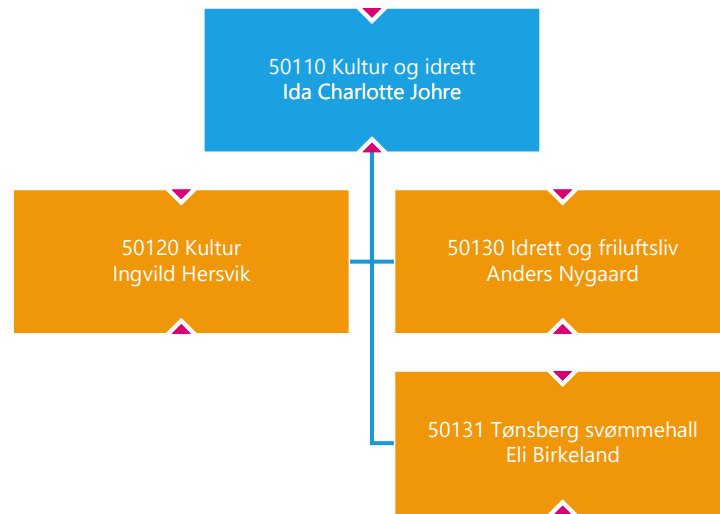 50110 Kultur og idrett
Ida Charlotte Johre
50120 Kultur
Ingvild Hersvik
50130 Idrett og friluftsliv
Anders Nygaard
50131 Tønsberg svømmehall
Eli Birkeland